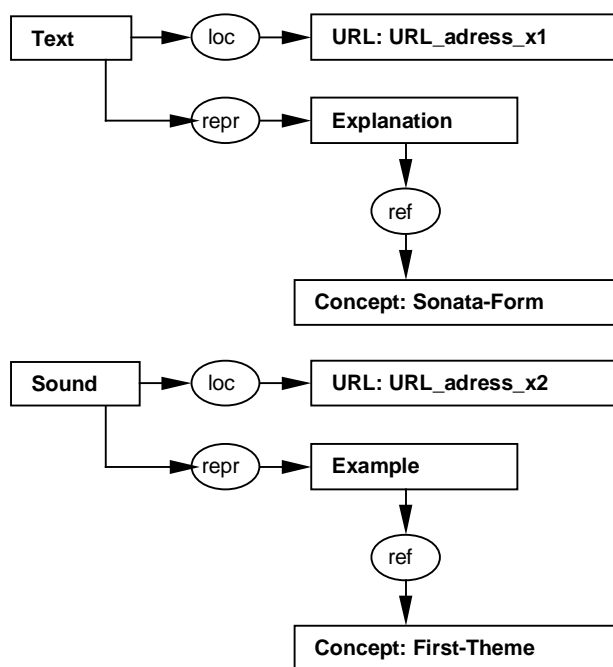 Text
loc
URL: URL_adress_x1
repr
Explanation
ref
Concept: Sonata-Form
Sound
loc
URL: URL_adress_x2
repr
Example
ref
Concept: First-Theme